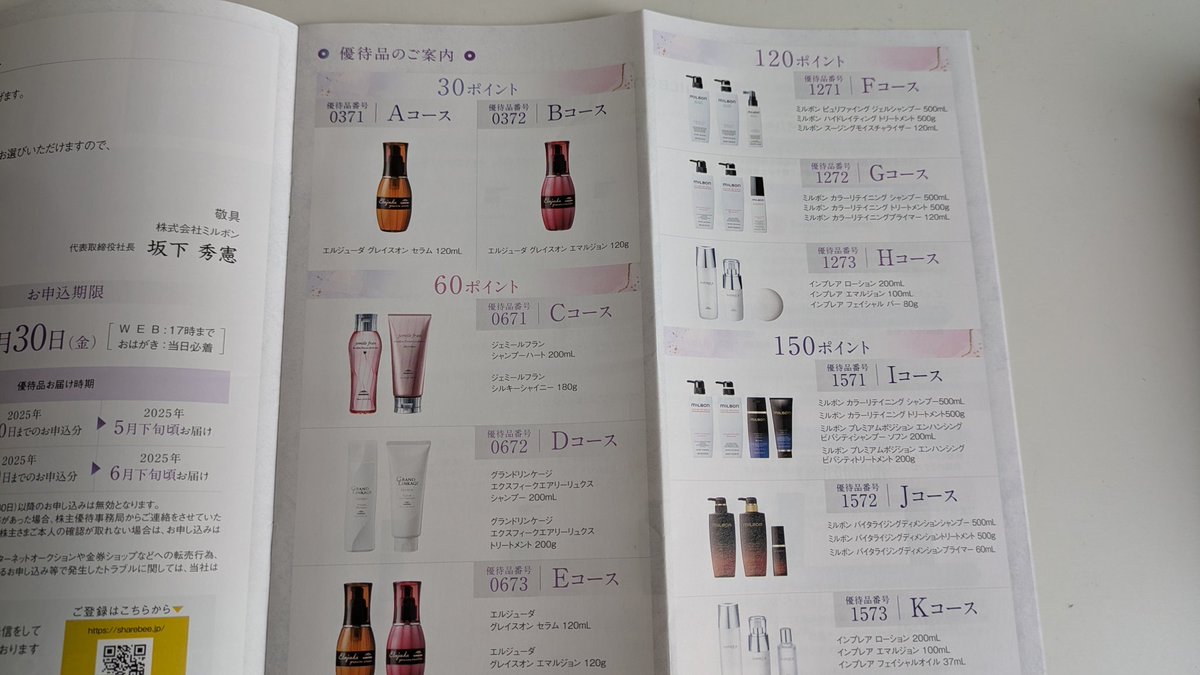 げます。
お選びいただけますので、
敬具
株式会社ミルボン
代表取締役社長 坂下 秀憲
お申込期限
月30日(金)
WEB:17時まで
おはがき:当日必着
優待品お届け時期
2025年
0日までのお申込分
2025年
5月下旬頃お届け
2025年
日までのお申込分
2025年
6月下旬頃お届け
30日)以降のお申し込みは無効となります。
があった場合、株主優待事務局からご連絡をさせていた
株主さまご本人の確認が取れない場合は、お申し込みは
ターネットオークションや金券ショップなどへの転売行為、
るお申し込み等で発生したトラブルに関しては、当社は
ご登録はこちらから▼
https://sharebee.jp/
信をして
おります
優待品のご案内
30ポイント
優待品番号
0371
Aコース
エルジューダ グレイスオン セラム 120mL
優待品番号
0372
Bコース
エルジューダ グレイスオン エマルジョン 120g
60ポイント
優待品番号
0671
Cコース
ジェミールフラン
シャンプーハート 200mL
ジェミールフラン
シルキーシャイニー 180g
優待品番号
0672
Dコース
グランドリンケージ
エクスフィークエアリーリュクス
シャンプー 200mL
グランドリンケージ
エクスフィークエアリーリュクス
トリートメント 200g
GRAND
LINKAGE
優待品番号
0673
Eコース
エルジューダ
グレイスオン セラム 120mL
エルジューダ
グレイスオン エマルジョン 120g
120ポイント
優待品番号
1271
Fコース
ミルボン ピュリファイング ジェルシャンプー 500mL
ミルボン ハイドレイティング トリートメント 500g
ミルボン スージングモイスチャライザー 120mL
優待品番号
1272
Gコース
ミルボン カラーリテイニング シャンプー 500mL
ミルボン カラーリテイニング トリートメント 500g
ミルボン カラーリテイニングプライマー 120mL
優待品番号
1273
Hコース
インプレア ローション 200mL
インプレア エマルジョン 100mL
インプレア フェイシャル バー 80g
150ポイント
優待品番号
1571
Iコース
ミルボン カラーリテイニング シャンプー500mL
ミルボン カラーリテイニング トリートメント500g
ミルボン プレミアムポジション エンハンシング
ビバシティシャンプー ソフン 200mL
ミルボン プレミアムポジション エンハンシング
ビバシティトリートメント 200g
優待品番号
1572
Jコース
ミルボン バイタライジングディメンションシャンプー 500mL
ミルボン バイタライジングディメンショントリートメント 500g
ミルボン バイタライジングディメンションプライマー 60mL
優待品番号
1573
Kコース
インプレア ローション 200mL
インプレア エマルジョン 100mL
インプレア フェイシャルオイル 37mL